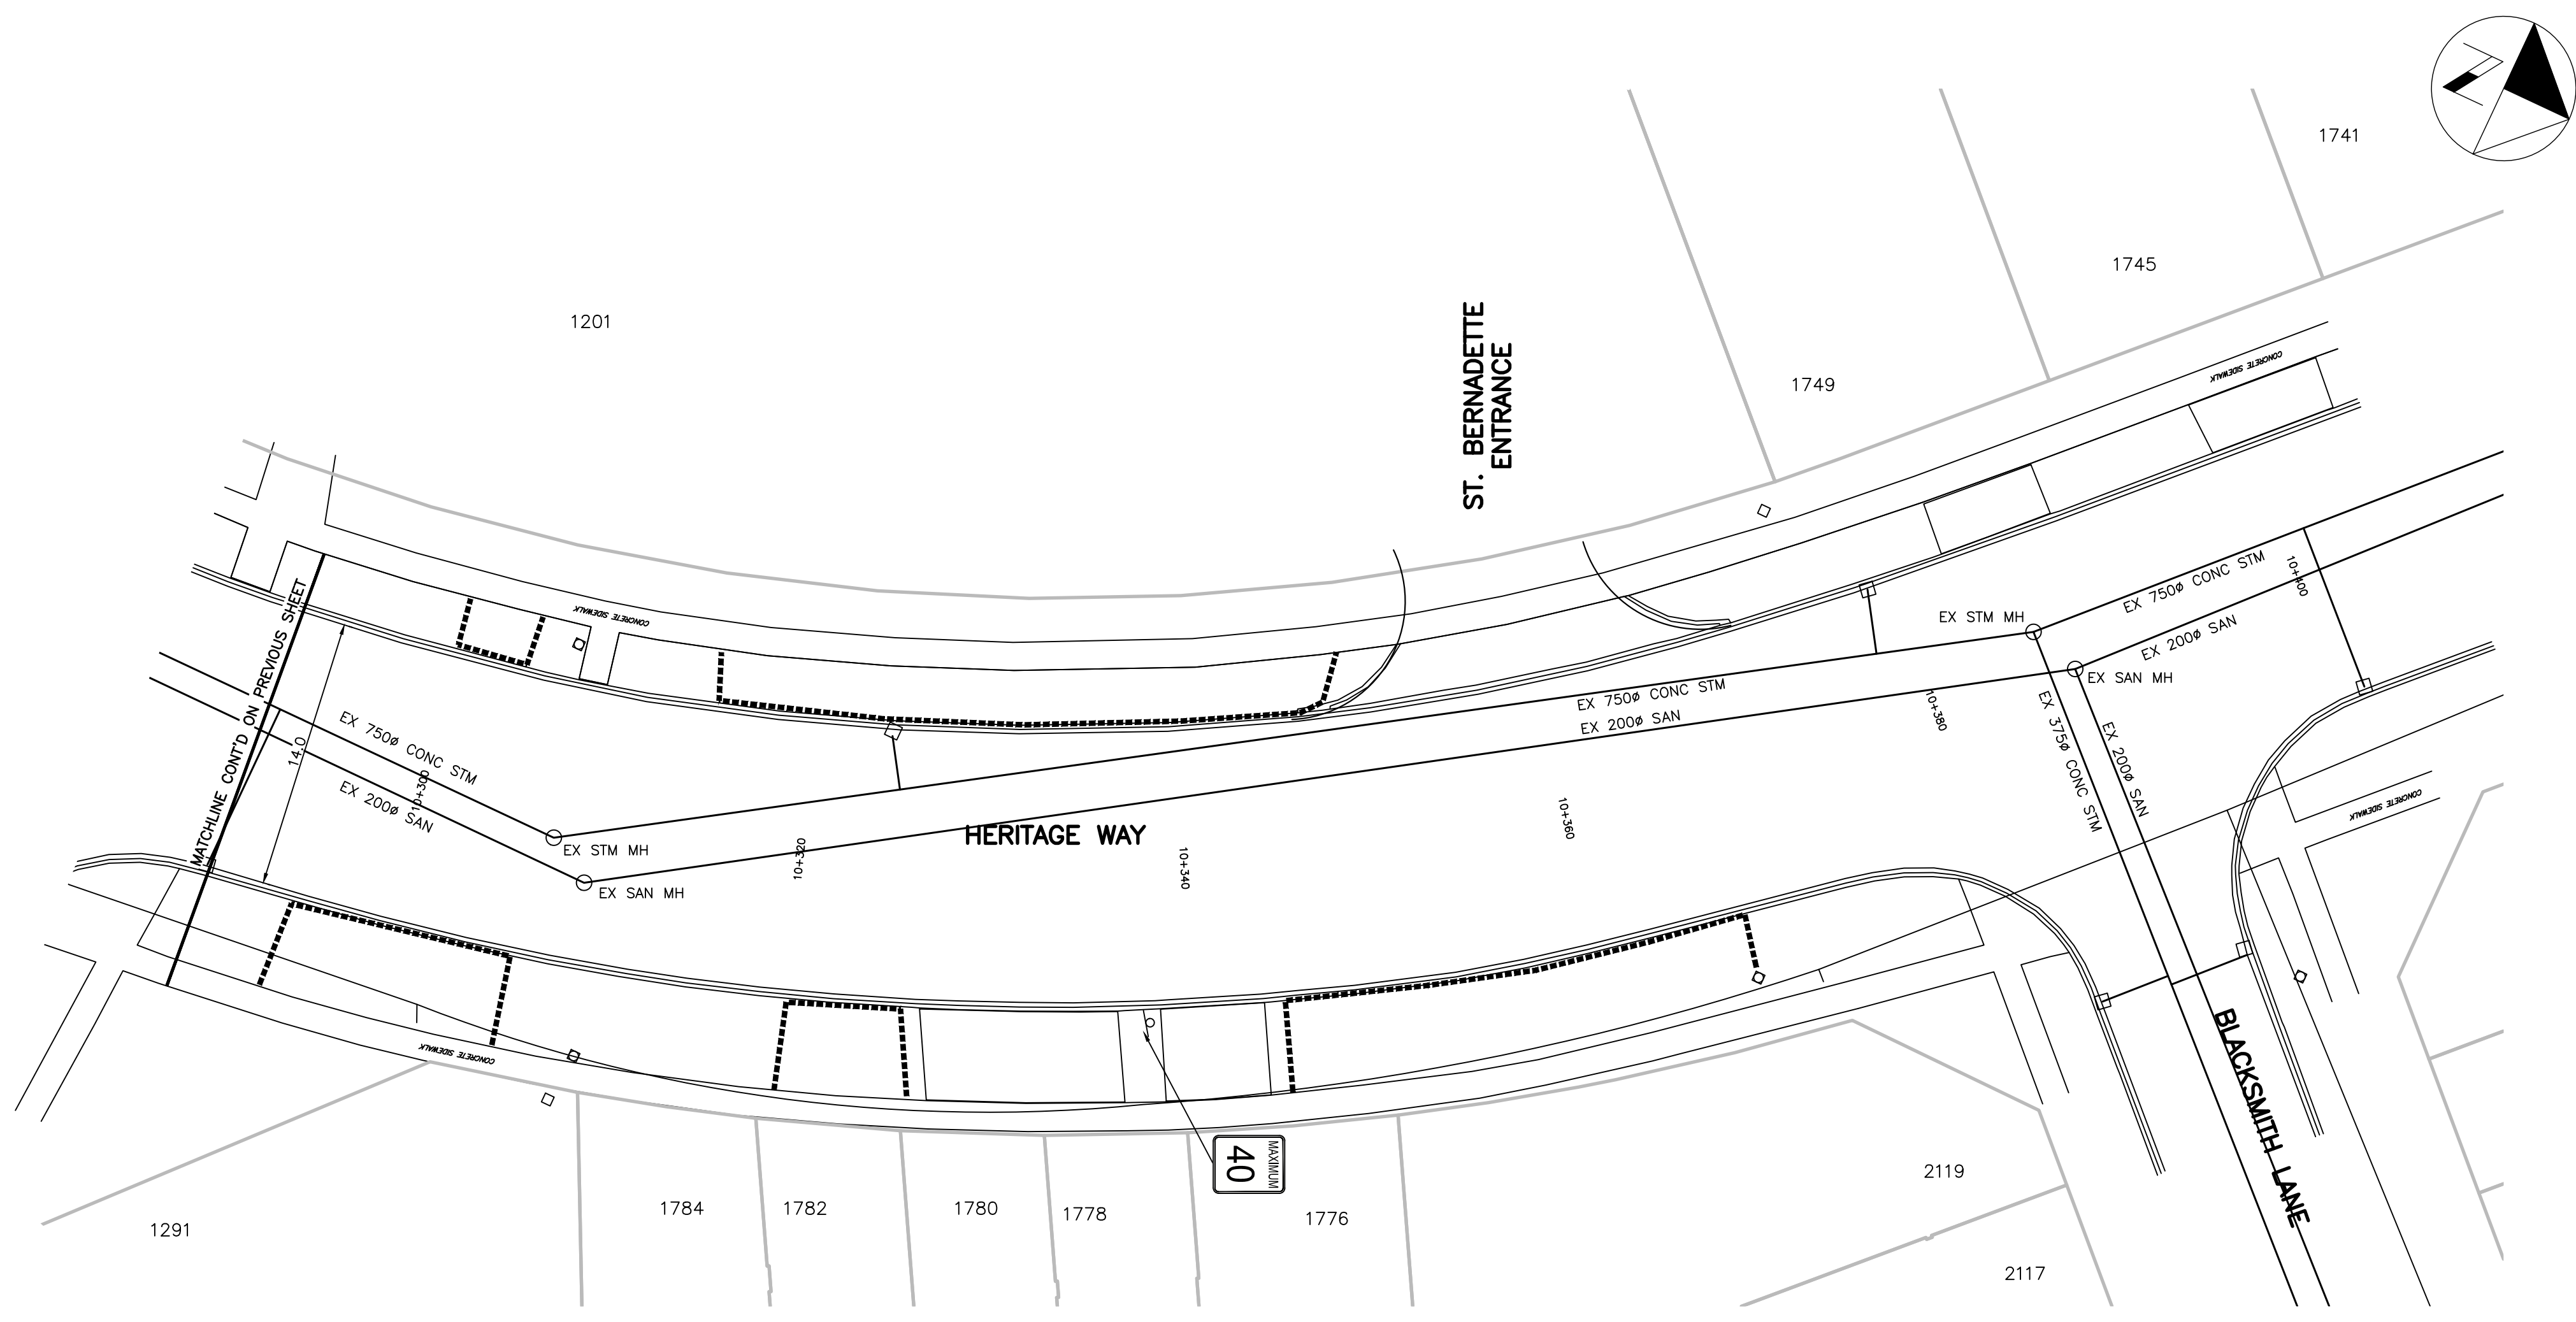 1741
1745
1201
1749
ST. BERNADETTE
ENTRANCE
CONCRETE SIDEWALK
CONCRETE SIDEWALK
MATCHLINE CONT'D ON PREVIOUS SHEET
14.0
EX 750ø CONC STM
EX 200ø SAN
10+300
EX STM MH
EX SAN MH
10+320
HERITAGE WAY
10+340
10+360
EX 750ø CONC STM
EX 200ø SAN
10+380
EX STM MH
EX SAN MH
EX 750ø CONC STM
EX 200ø SAN
10+400
EX 375ø CONC STM
EX 200ø SAN
CONCRETE SIDEWALK
CONCRETE SIDEWALK
BLACKSMITH LANE
MAXIMUM
40
1291
1784
1782
1780
1778
1776
2119
2117
N